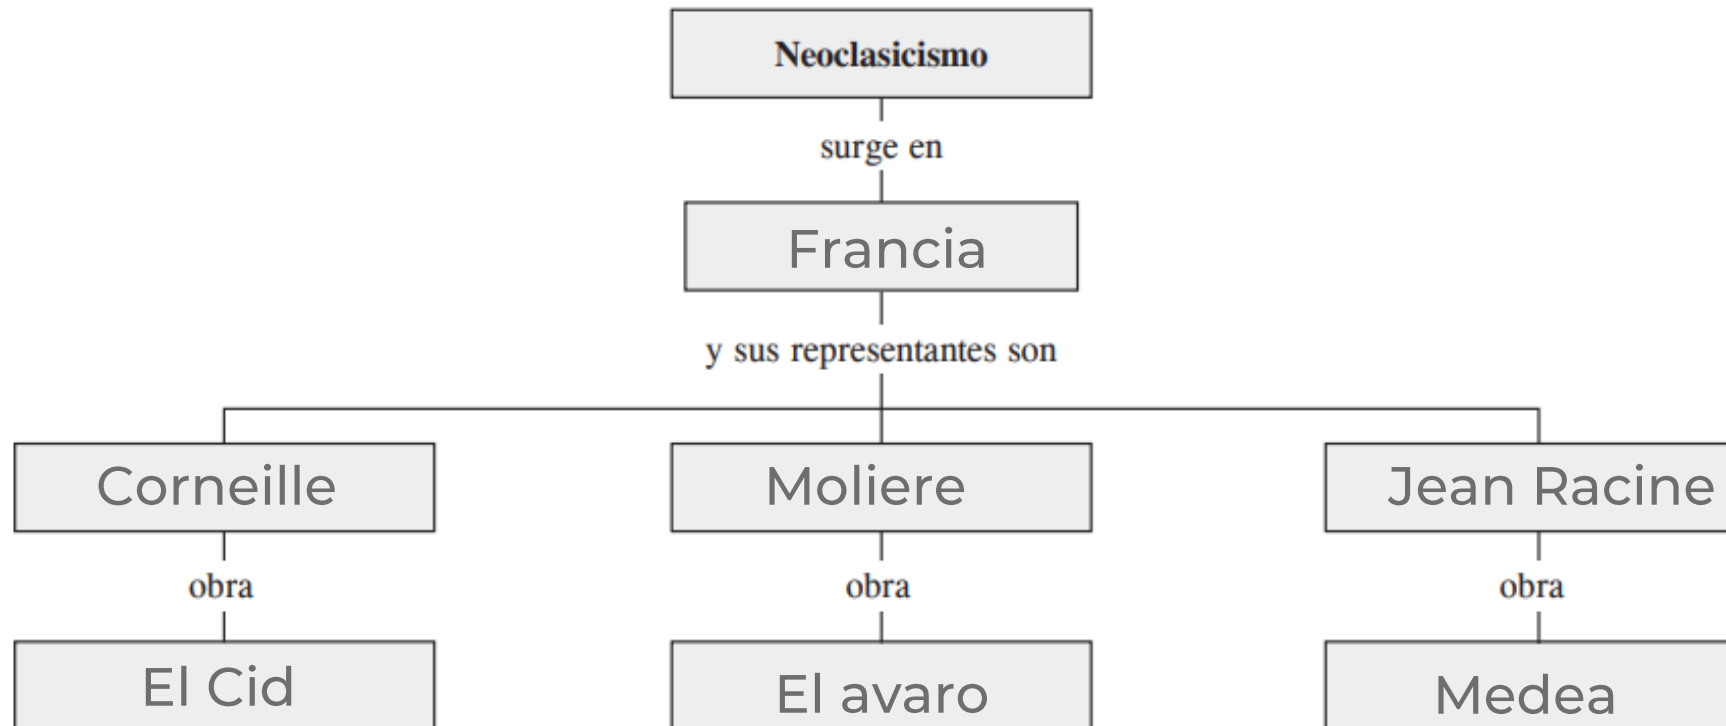 Neoclasicismo
surge en
Francia
y sus representantes son
Corneille
Moliere
Jean Racine
obra
obra
obra
El Cid
El avaro
Medea